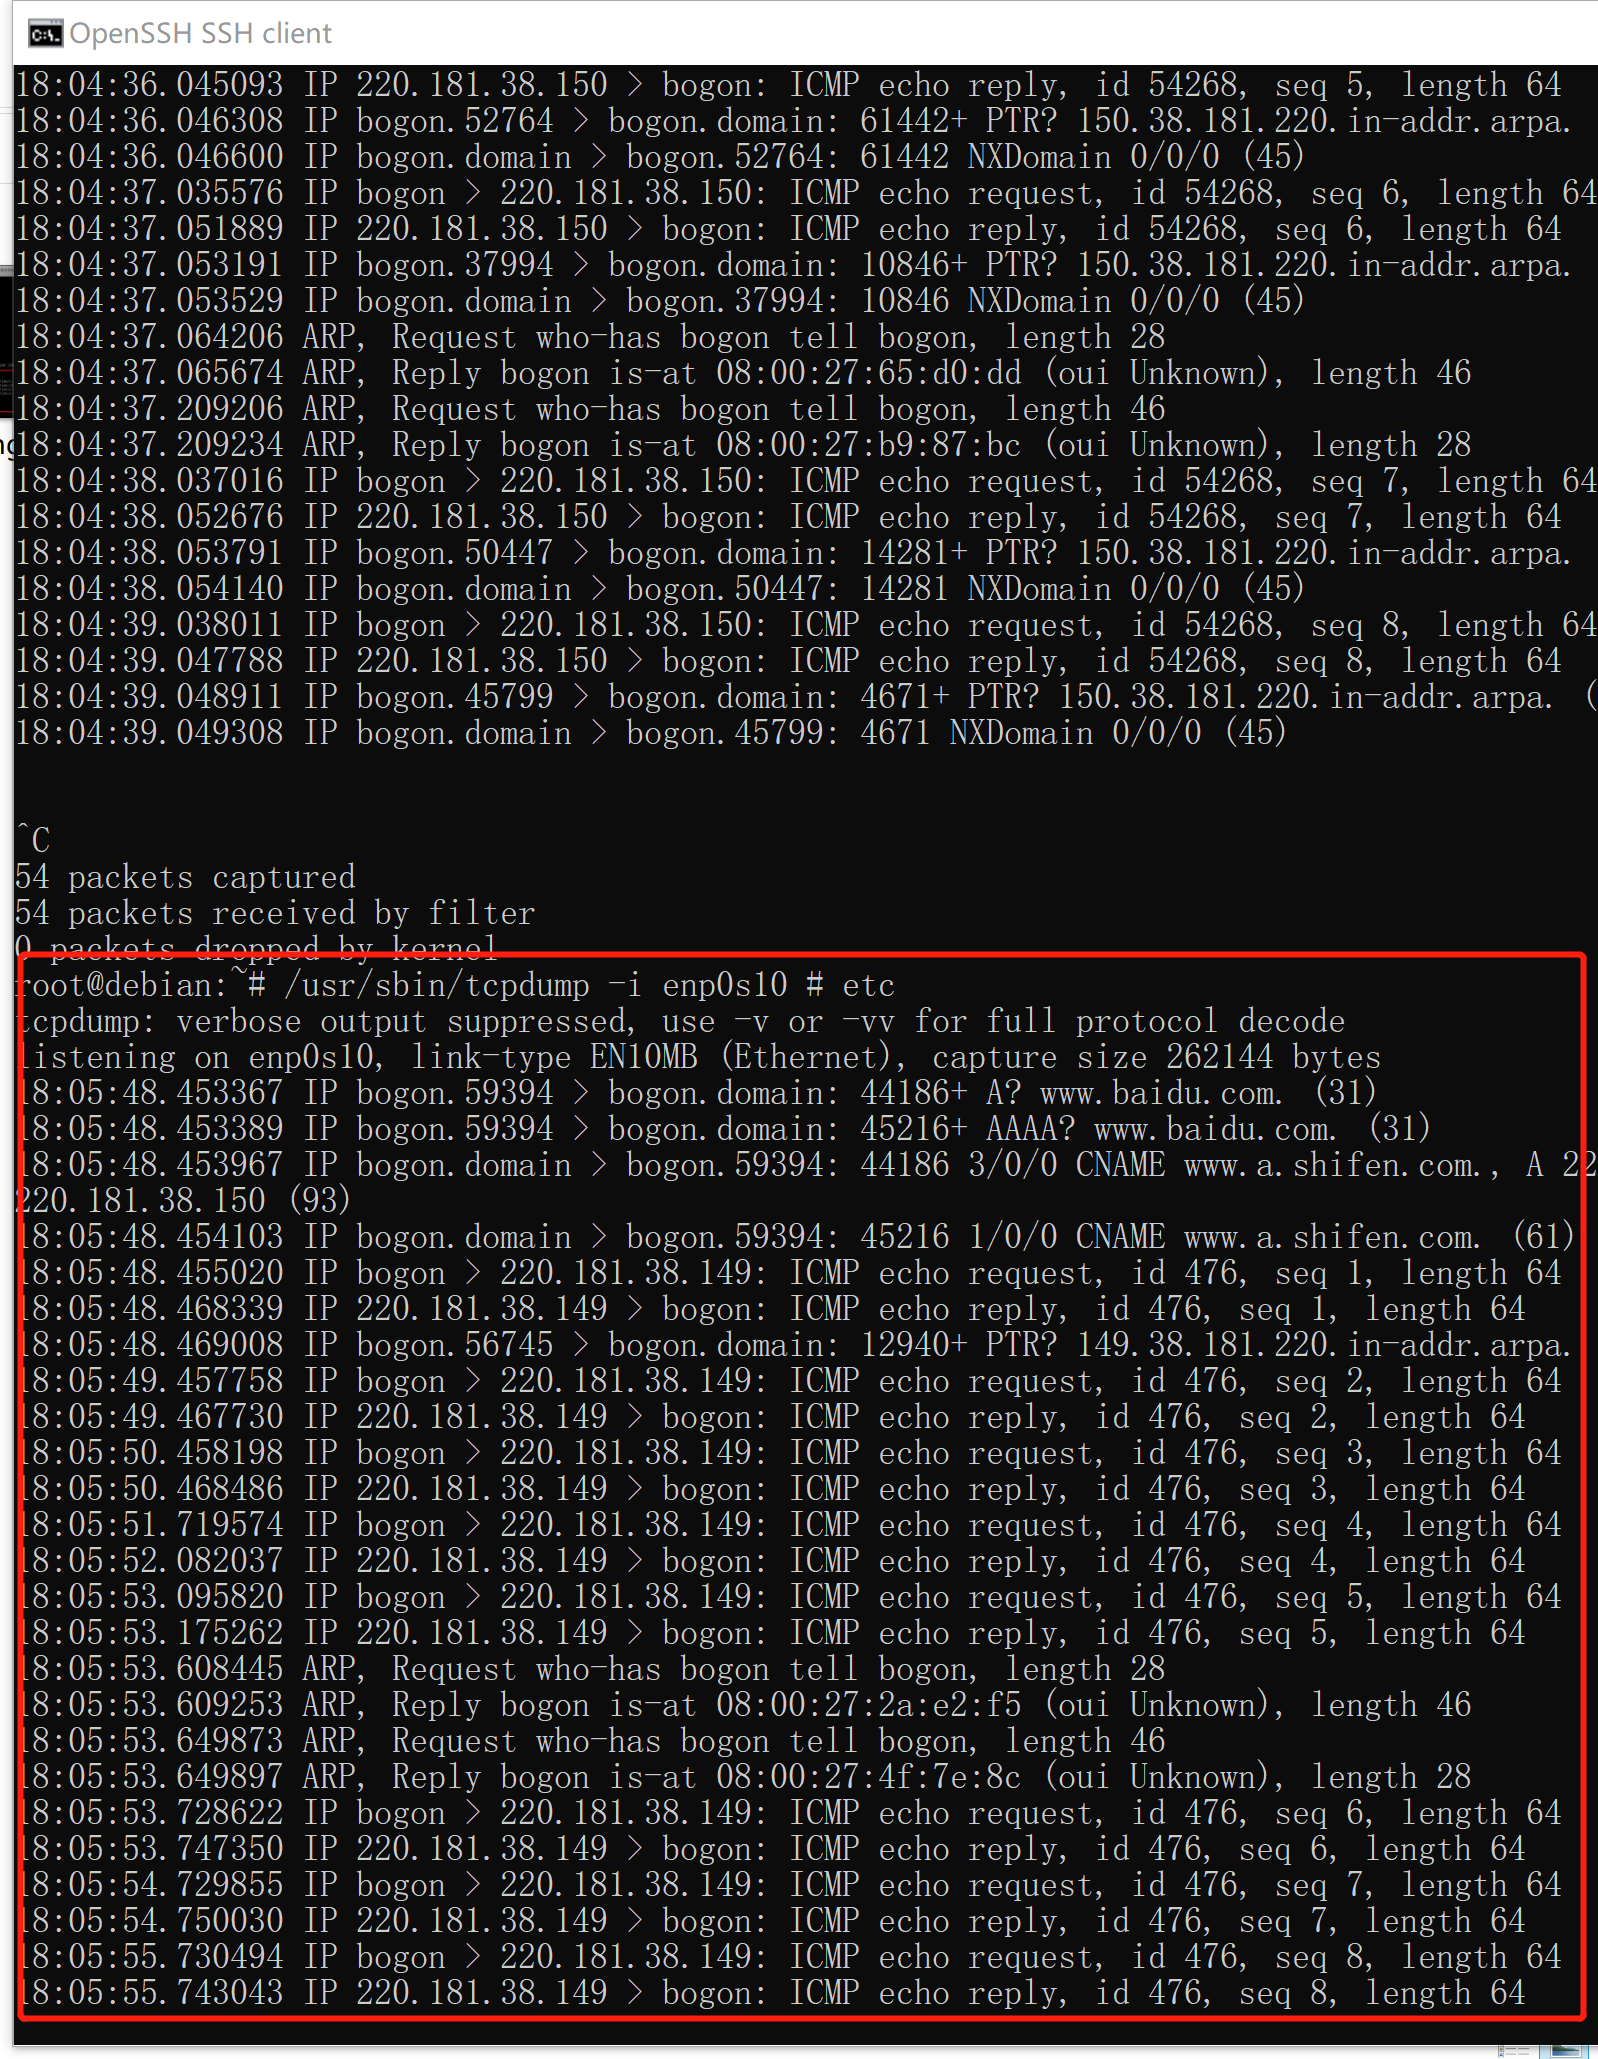 OpenSSH SSH client
18:04:36.045093 IP 220.181.38.150 > bogon: ICMP echo reply, id 54268, seq 5, length 64
18:04:36.046308 IP bogon.52764 > bogon.domain: 61442+ PTR? 150.38.181.220.in-addr.arpa.
18:04:36.046600 IP bogon.domain > bogon.52764: 61442 NXDomain 0/0/0 (45)
18:04:37.035576 IP bogon > 220.181.38.150: ICMP echo request, id 54268, seq 6, length 64
18:04:37.051889 IP 220.181.38.150 > bogon: ICMP echo reply, id 54268, seq 6, length 64
18:04:37.053191 IP bogon.37994 > bogon.domain: 10846+ PTR? 150.38.181.220.in-addr.arpa.
18:04:37.053529 IP bogon.domain > bogon.37994: 10846 NXDomain 0/0/0 (45)
18:04:37.064206 ARP, Request who-has bogon tell bogon, length 28
18:04:37.065674 ARP, Reply bogon is-at 08:00:27:65:d0:dd (oui Unknown), length 46
18:04:37.209206 ARP, Request who-has bogon tell bogon, length 46
18:04:37.209234 ARP, Reply bogon is-at 08:00:27:b9:87:bc (oui Unknown), length 28
18:04:38.037016 IP bogon > 220.181.38.150: ICMP echo request, id 54268, seq 7, length 64
18:04:38.052676 IP 220.181.38.150 > bogon: ICMP echo reply, id 54268, seq 7, length 64
18:04:38.053791 IP bogon.50447 > bogon.domain: 14281+ PTR? 150.38.181.220.in-addr.arpa.
18:04:38.054140 IP bogon.domain > bogon.50447: 14281 NXDomain 0/0/0 (45)
18:04:39.038011 IP bogon > 220.181.38.150: ICMP echo request, id 54268, seq 8, length 64
18:04:39.047788 IP 220.181.38.150 > bogon: ICMP echo reply, id 54268, seq 8, length 64
18:04:39.048911 IP bogon.45799 > bogon.domain: 4671+ PTR? 150.38.181.220.in-addr.arpa. (
18:04:39.049308 IP bogon.domain > bogon.45799: 4671 NXDomain 0/0/0 (45)
^C
54 packets captured
54 packets received by filter
0 packets dropped by kernel
root@debian:~# /usr/sbin/tcpdump -i enp0s10 # etc
tcpdump: verbose output suppressed, use -v or -vv for full protocol decode
listening on enp0s10, link-type EN10MB (Ethernet), capture size 262144 bytes
18:05:48.453367 IP bogon.59394 > bogon.domain: 44186+ A? www.baidu.com. (31)
18:05:48.453389 IP bogon.59394 > bogon.domain: 45216+ AAAA? www.baidu.com. (31)
18:05:48.453967 IP bogon.domain > bogon.59394: 44186 3/0/0 CNAME www.a.shifen.com., A 22
220.181.38.150 (93)
18:05:48.454103 IP bogon.domain > bogon.59394: 45216 1/0/0 CNAME www.a.shifen.com. (61)
18:05:48.455020 IP bogon > 220.181.38.149: ICMP echo request, id 476, seq 1, length 64
18:05:48.468339 IP 220.181.38.149 > bogon: ICMP echo reply, id 476, seq 1, length 64
18:05:48.469008 IP bogon.56745 > bogon.domain: 12940+ PTR? 149.38.181.220.in-addr.arpa.
18:05:49.457758 IP bogon > 220.181.38.149: ICMP echo request, id 476, seq 2, length 64
18:05:49.467730 IP 220.181.38.149 > bogon: ICMP echo reply, id 476, seq 2, length 64
18:05:50.458198 IP bogon > 220.181.38.149: ICMP echo request, id 476, seq 3, length 64
18:05:50.468486 IP 220.181.38.149 > bogon: ICMP echo reply, id 476, seq 3, length 64
18:05:51.719574 IP bogon > 220.181.38.149: ICMP echo request, id 476, seq 4, length 64
18:05:52.082037 IP 220.181.38.149 > bogon: ICMP echo reply, id 476, seq 4, length 64
18:05:53.095820 IP bogon > 220.181.38.149: ICMP echo request, id 476, seq 5, length 64
18:05:53.175262 IP 220.181.38.149 > bogon: ICMP echo reply, id 476, seq 5, length 64
18:05:53.608445 ARP, Request who-has bogon tell bogon, length 28
18:05:53.609253 ARP, Reply bogon is-at 08:00:27:2a:e2:f5 (oui Unknown), length 46
18:05:53.649873 ARP, Request who-has bogon tell bogon, length 46
18:05:53.649897 ARP, Reply bogon is-at 08:00:27:4f:7e:8c (oui Unknown), length 28
18:05:53.728622 IP bogon > 220.181.38.149: ICMP echo request, id 476, seq 6, length 64
18:05:53.747350 IP 220.181.38.149 > bogon: ICMP echo reply, id 476, seq 6, length 64
18:05:54.729855 IP bogon > 220.181.38.149: ICMP echo request, id 476, seq 7, length 64
18:05:54.750030 IP 220.181.38.149 > bogon: ICMP echo reply, id 476, seq 7, length 64
18:05:55.730494 IP bogon > 220.181.38.149: ICMP echo request, id 476, seq 8, length 64
18:05:55.743043 IP 220.181.38.149 > bogon: ICMP echo reply, id 476, seq 8, length 64